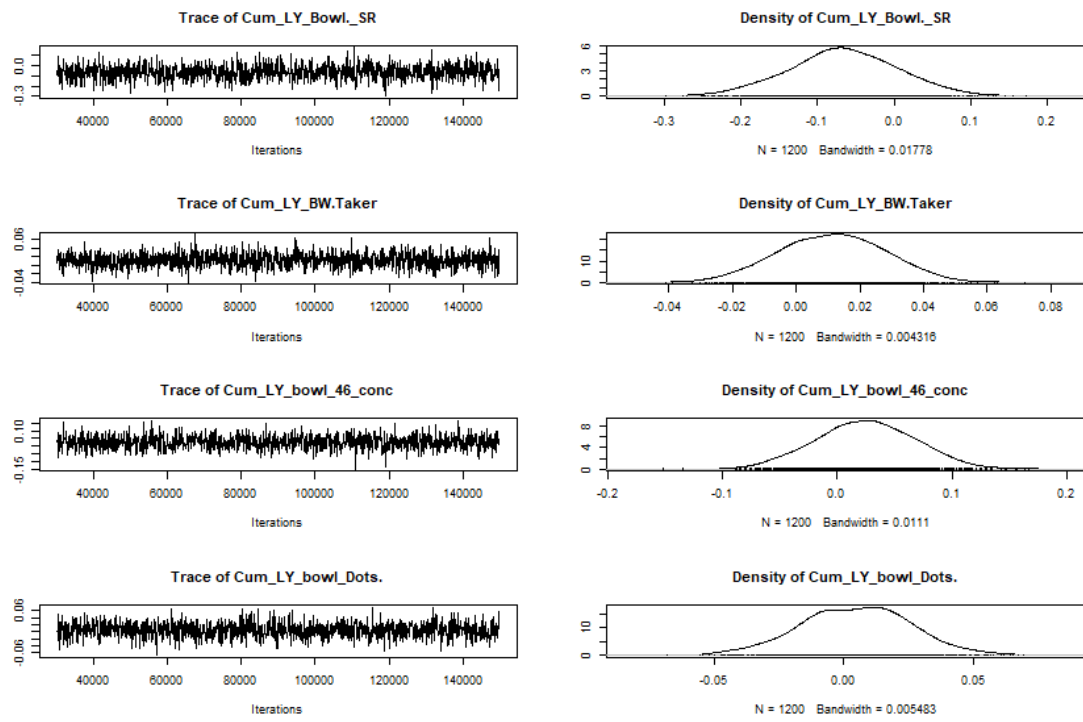 Trace of Cum_LY_Bowl._SR
0.0
-0.3
40000 60000 80000 100000 120000 140000
Iterations
Density of Cum_LY_Bowl._SR
6
3
0
-0.3 -0.2 -0.1 0.0 0.1 0.2
N = 1200 Bandwidth = 0.01778
Trace of Cum_LY_BW.Taker
0.06
-0.04
40000 60000 80000 100000 120000 140000
Iterations
Density of Cum_LY_BW.Taker
10
0
-0.04 -0.02 0.00 0.02 0.04 0.06 0.08
N = 1200 Bandwidth = 0.004316
Trace of Cum_LY_bowl_46_conc
0.10
-0.15
40000 60000 80000 100000 120000 140000
Iterations
Density of Cum_LY_bowl_46_conc
8
4
0
-0.2 -0.1 0.0 0.1 0.2
N = 1200 Bandwidth = 0.0111
Trace of Cum_LY_bowl_Dots.
0.06
-0.06
40000 60000 80000 100000 120000 140000
Iterations
Density of Cum_LY_bowl_Dots.
10
0
-0.05 0.00 0.05
N = 1200 Bandwidth = 0.005483